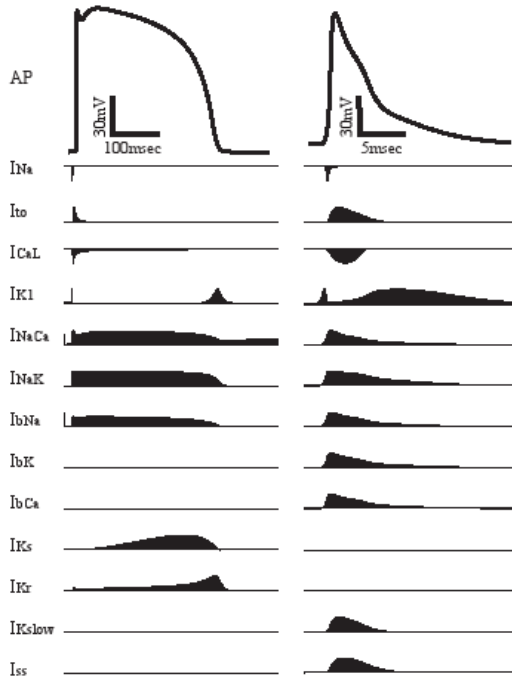 AP
30mV
100msec
30mV
5msec
INa
Ito
ICaL
IK1
INaCa
INaK
IbNa
IbK
IbCa
IKs
IKr
IKslow
Iss